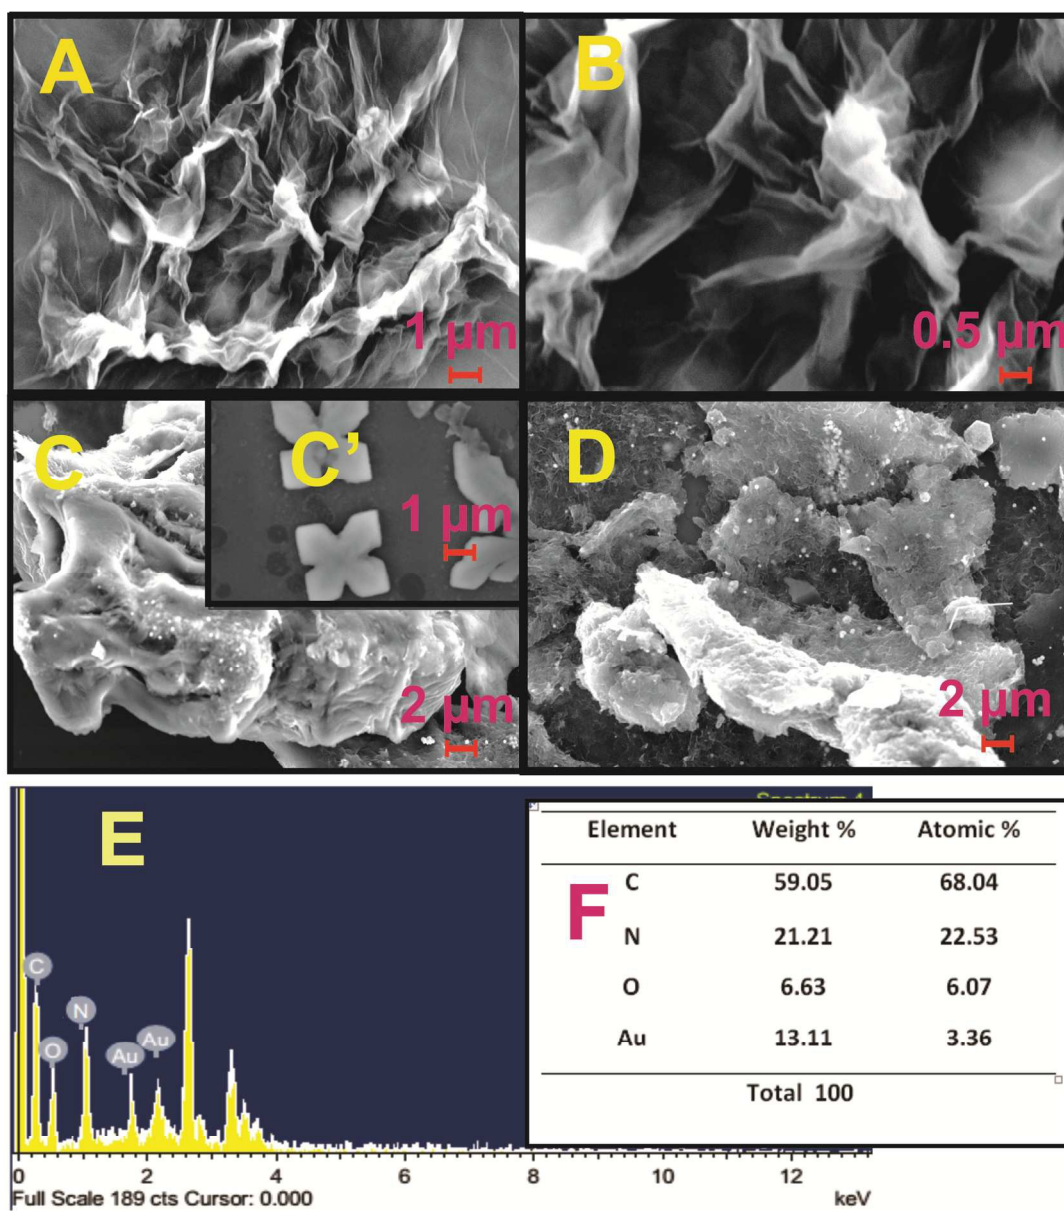 A
1 µm
B
0.5 µm
C
C’
1 µm
2 µm
D
2 µm
E
C
O
N
Au
Au
0 2 4 6 8 10 12
Full Scale 189 cts Cursor: 0.000 keV
F
Element Weight % Atomic %
C 59.05 68.04
N 21.21 22.53
O 6.63 6.07
Au 13.11 3.36
Total 100